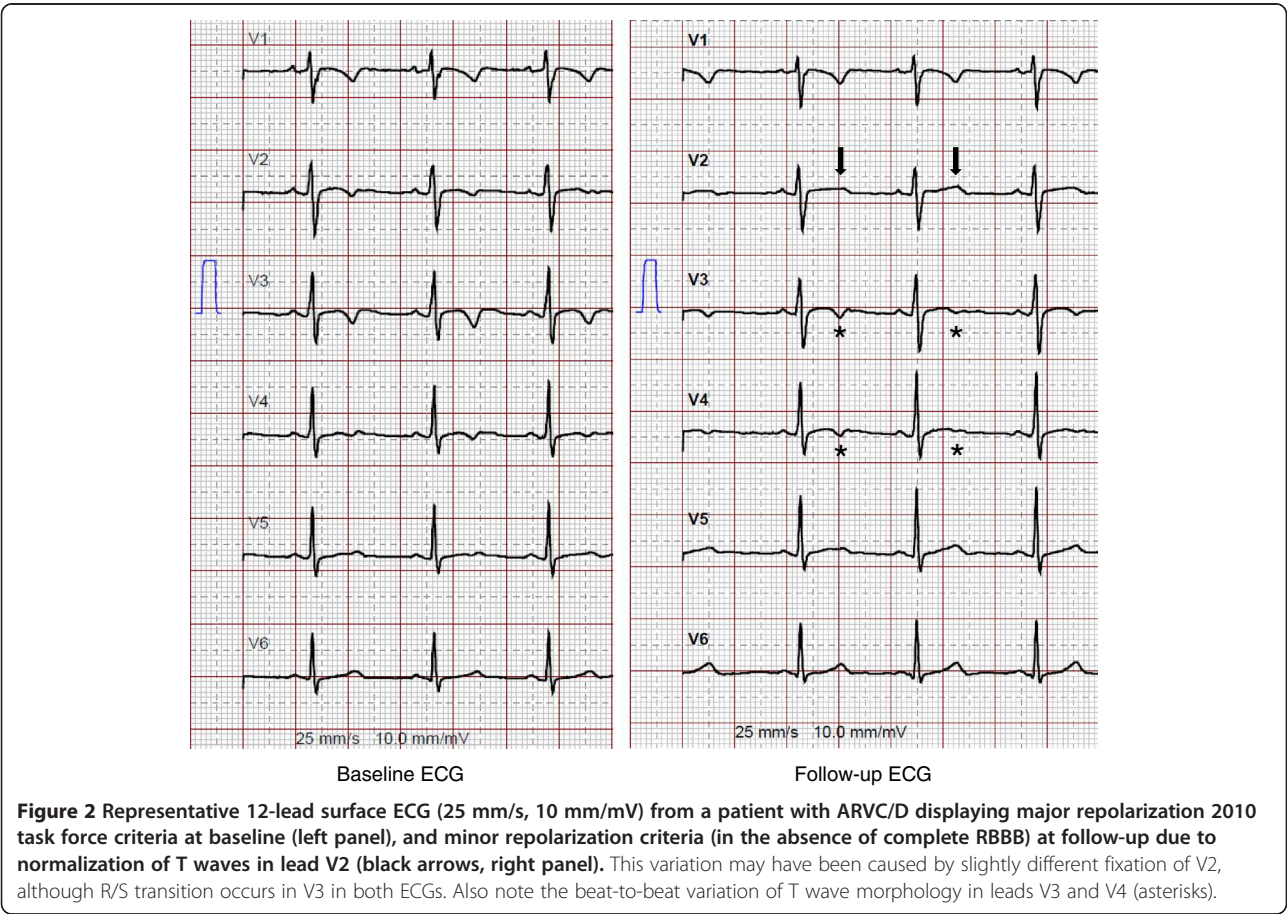 V1
V2
V3
V4
V5
V6
25 mm/s 10.0 mm/mV
Baseline ECG
V1
V2
V3
*
*
V4
*
*
V5
V6
25 mm/s 10.0 mm/mV
Follow-up ECG
Figure 2 Representative 12-lead surface ECG (25 mm/s, 10 mm/mV) from a patient with ARVC/D displaying major repolarization 2010
task force criteria at baseline (left panel), and minor repolarization criteria (in the absence of complete RBBB) at follow-up due to
normalization of T waves in lead V2 (black arrows, right panel). This variation may have been caused by slightly different fixation of V2,
although R/S transition occurs in V3 in both ECGs. Also note the beat-to-beat variation of T wave morphology in leads V3 and V4 (asterisks).